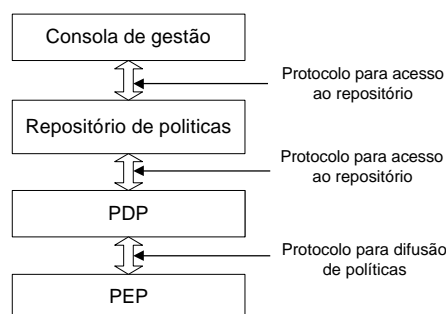 Consola de gestão
Protocolo para acesso
ao repositório
Repositório de politicas
Protocolo para acesso
ao repositório
PDP
Protocolo para difusão
de políticas
PEP